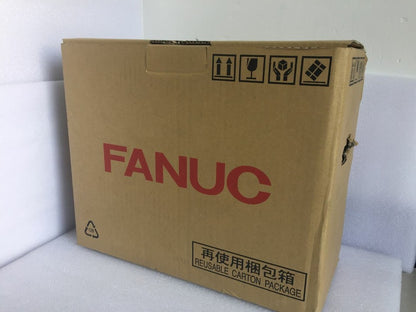 FANUC
再使用梱包箱
REUSABLE CARTON PACKAGE